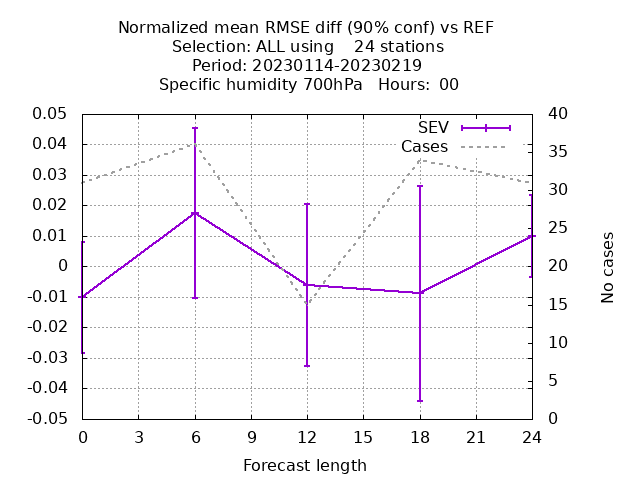 Normalized mean RMSE diff (90% conf) vs REF
Selection: ALL using    24 stations
Period: 20230114-20230219
Specific humidity 700hPa   Hours:  00
SEV
Cases
0.05
0.04
0.03
0.02
0.01
0
-0.01
-0.02
-0.03
-0.04
-0.05
40
35
30
25
20
15
10
5
0
No cases
0 3 6 9 12 15 18 21 24
Forecast length